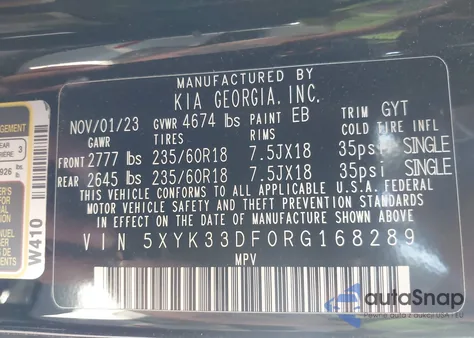 MANUFACTURED BY
KIA GEORGIA, INC.
NOV/01/23 GVWR 4674 lbs PAINT EB TRIM GYT
GAWR TIRES RIMS COLD TIRE INFL
FRONT 2777 lbs 235/60R18 7.5JX18 35psi SINGLE
REAR 2645 lbs 235/60R18 7.5JX18 35psi SINGLE
THIS VEHICLE CONFORMS TO ALL APPLICABLE U.S.A. FEDERAL
MOTOR VEHICLE SAFETY, BUMPER, AND THEFT PREVENTION STANDARDS
IN EFFECT ON THE DATE OF MANUFACTURE SHOWN ABOVE.
VIN 5XYK33DF0RG168289
MPV
W410
autoSnap